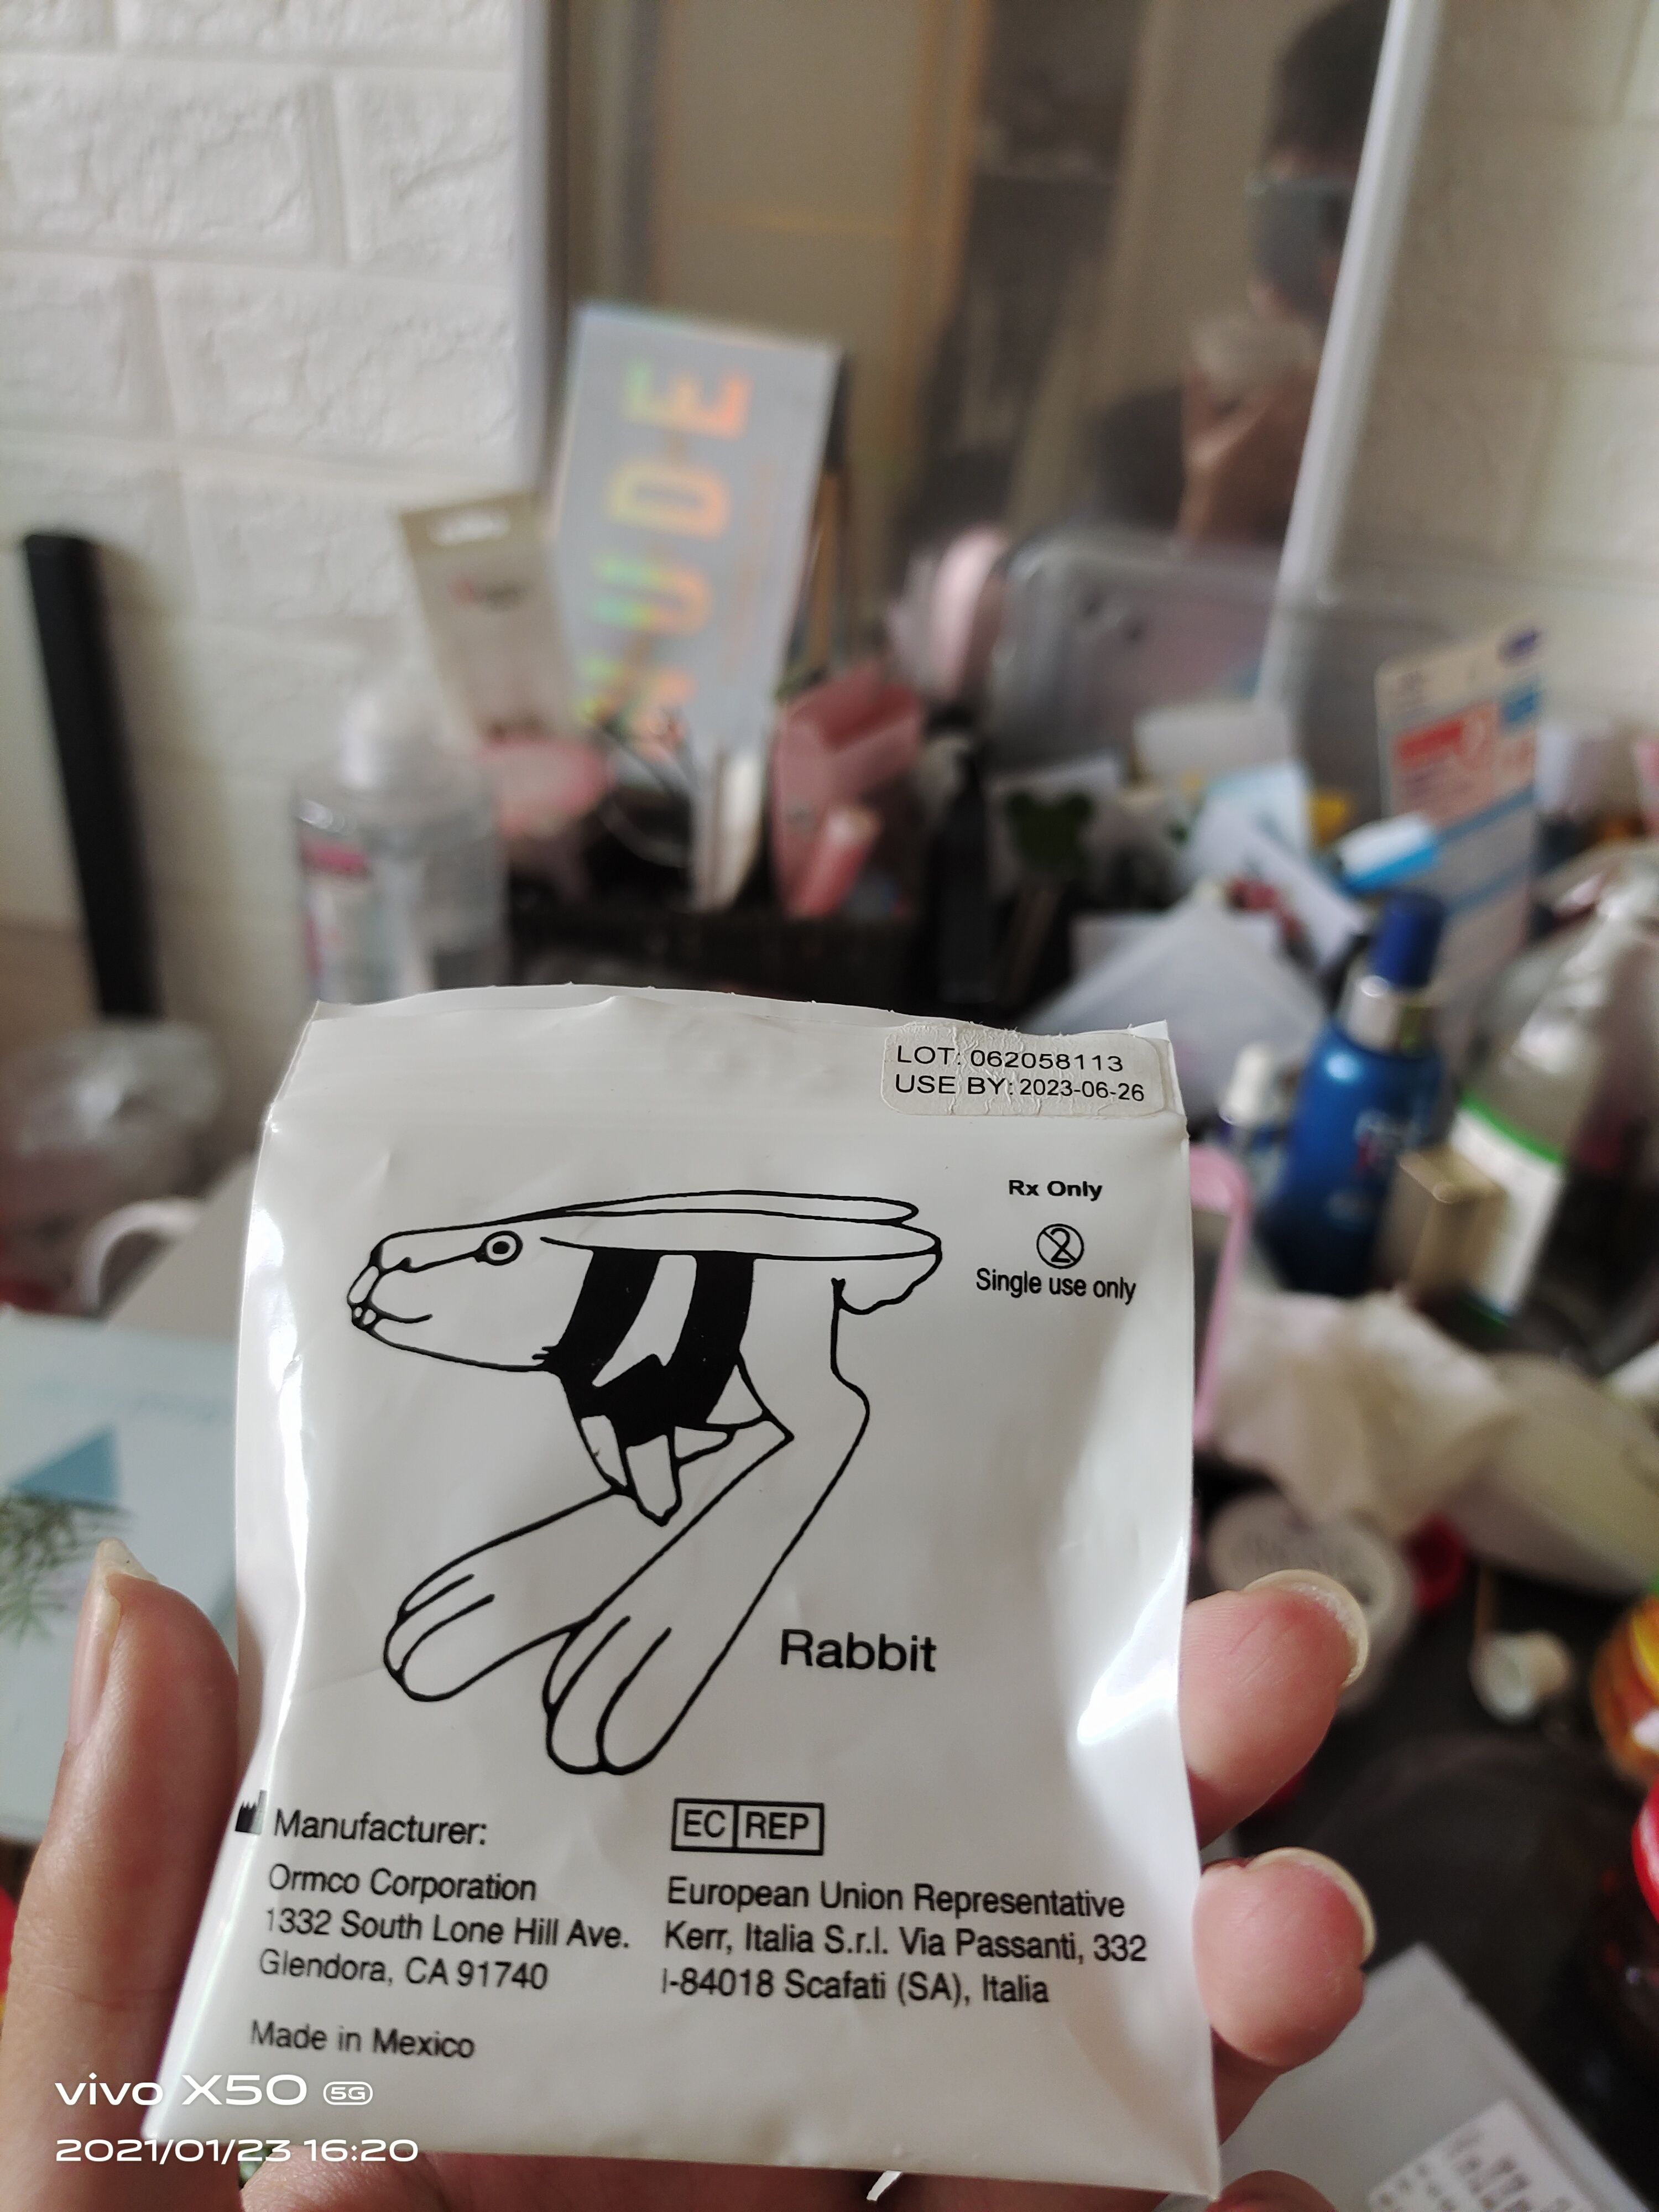 NUDE
LOT: 062058113
USE BY: 2023-06-26
Rx Only
2
Single use only
Rabbit
Manufacturer:
Ormco Corporation
1332 South Lone Hill Ave.
Glendora, CA 91740
Made in Mexico
EC REP
European Union Representative
Kerr, Italia S.r.l. Via Passanti, 332
I-84018 Scafati (SA), Italia
vivo X50 5G
2021/01/23 16:20